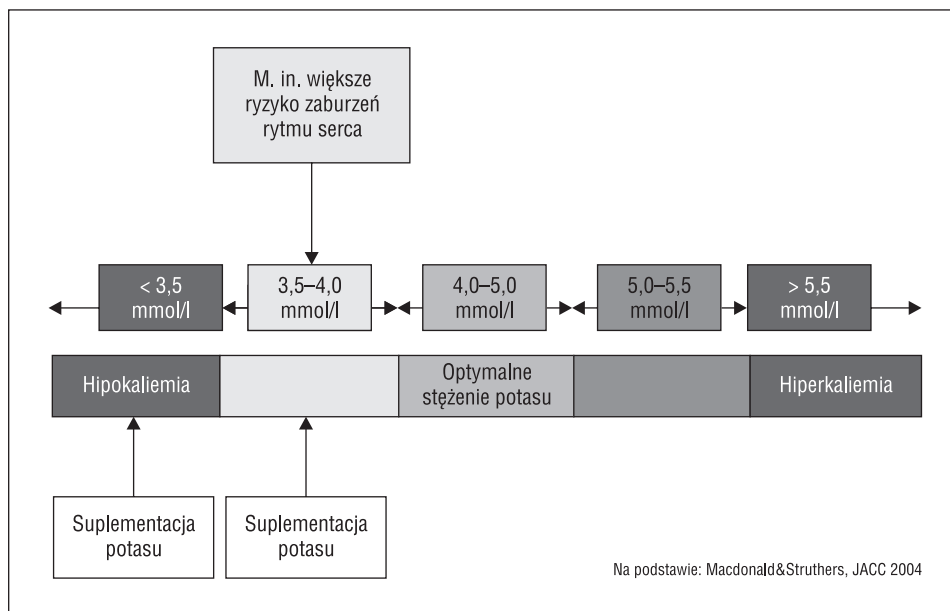 M. in. większe
ryzyko zaburzeń
rytmu serca
< 3,5
mmol/l
3,5–4,0
mmol/l
4,0–5,0
mmol/l
5,0–5,5
mmol/l
> 5,5
mmol/l
Hipokaliemia
Optymalne
stężenie potasu
Hiperkaliemia
Suplementacja
potasu
Suplementacja
potasu
Na podstawie: Macdonald&Struthers, JACC 2004